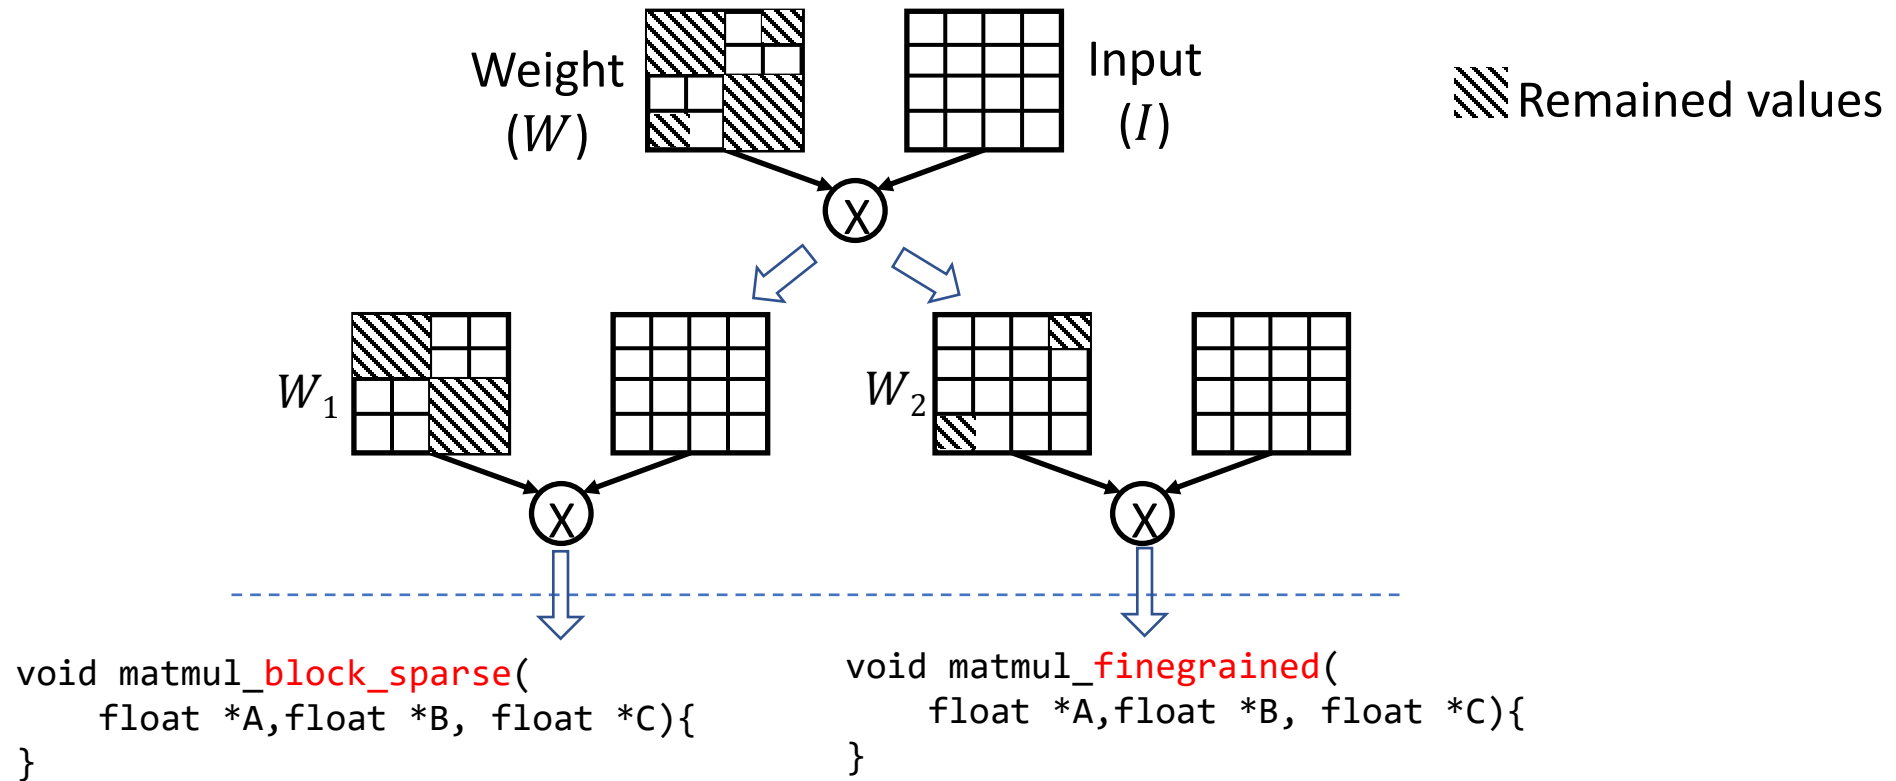 Weight
(W)
Input
(I)
Remained values
X
W1
W2
X
X
void matmul_block_sparse(
    float *A,float *B, float *C){
}
void matmul_finegrained(
    float *A,float *B, float *C){
}